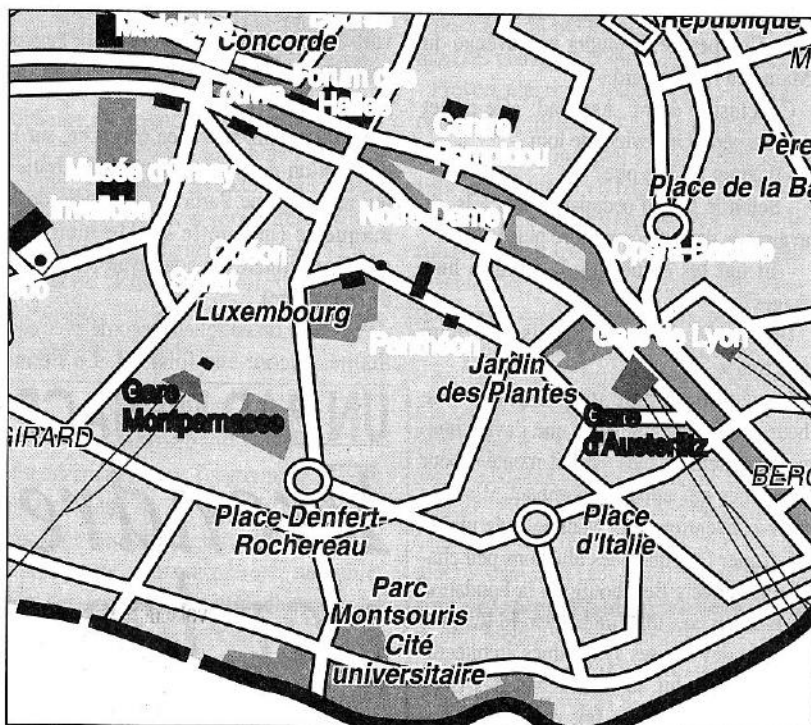 République
Madeleine
Concorde
Forum des
Halles
Louvre
Centre
Pompidou
Père
Musée d'Orsay
Place de la Ba
Invalides
Notre-Dame
Opéra-Bastille
Odéon
Sénat
Luxembourg
Panthéon
Gare de Lyon
Jardin
des Plantes
Gare
Montparnasse
Gare
d'Austerlitz
GIRARD
BERC
Place Denfert-
Rochereau
Place
d'Italie
Parc
Montsouris
Cité
universitaire